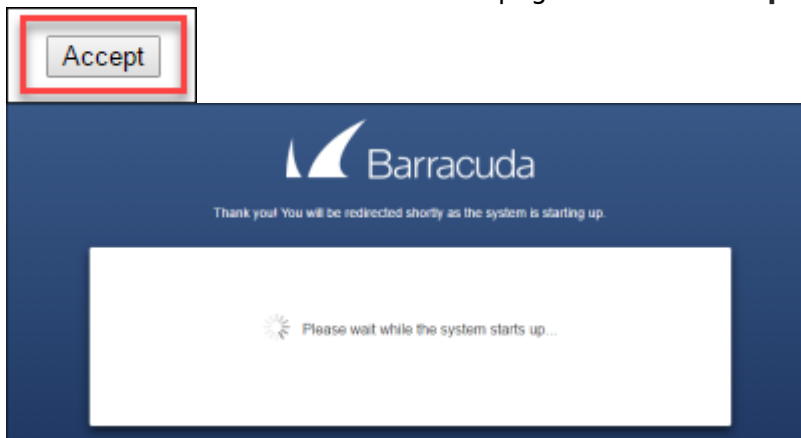 Accept
Barracuda
Thank you! You will be redirected shortly as the system is starting up.
Please wait while the system starts up...